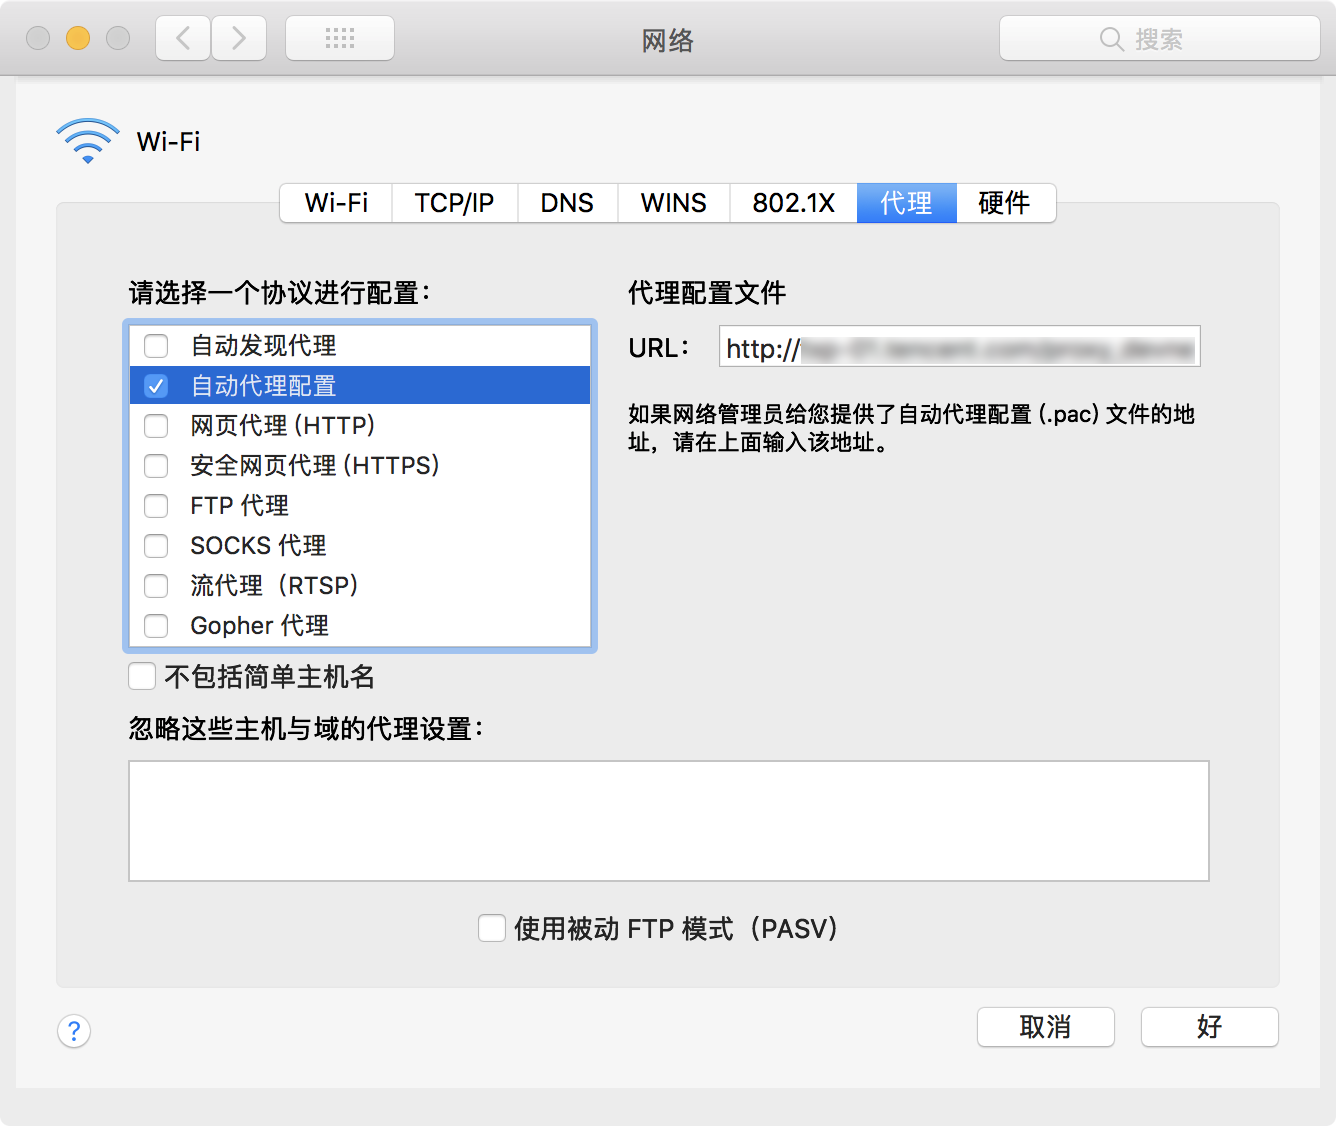 网络
搜索
Wi-Fi
Wi-Fi TCP/IP DNS WINS 802.1X 代理 硬件
请选择一个协议进行配置：
自动发现代理
自动代理配置
网页代理 (HTTP)
安全网页代理 (HTTPS)
FTP 代理
SOCKS 代理
流代理（RTSP）
Gopher 代理
不包括简单主机名
代理配置文件
URL： http://
如果网络管理员给您提供了自动代理配置 (.pac) 文件的地
址，请在上面输入该地址。
忽略这些主机与域的代理设置：
使用被动 FTP 模式（PASV）
?
取消
好